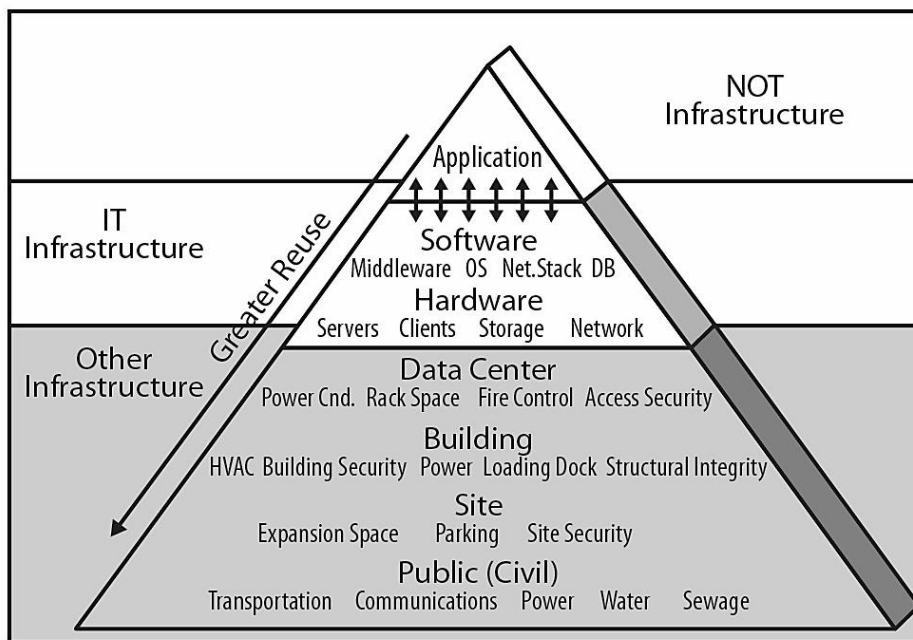 NOT
Infrastructure
Application
IT
Infrastructure
Greater Reuse
Software
Middleware OS Net.Stack DB
Hardware
Servers Clients Storage Network
Other
Infrastructure
Data Center
Power Cnd. Rack Space Fire Control Access Security
Building
HVAC Building Security Power Loading Dock Structural Integrity
Site
Expansion Space Parking Site Security
Public (Civil)
Transportation Communications Power Water Sewage